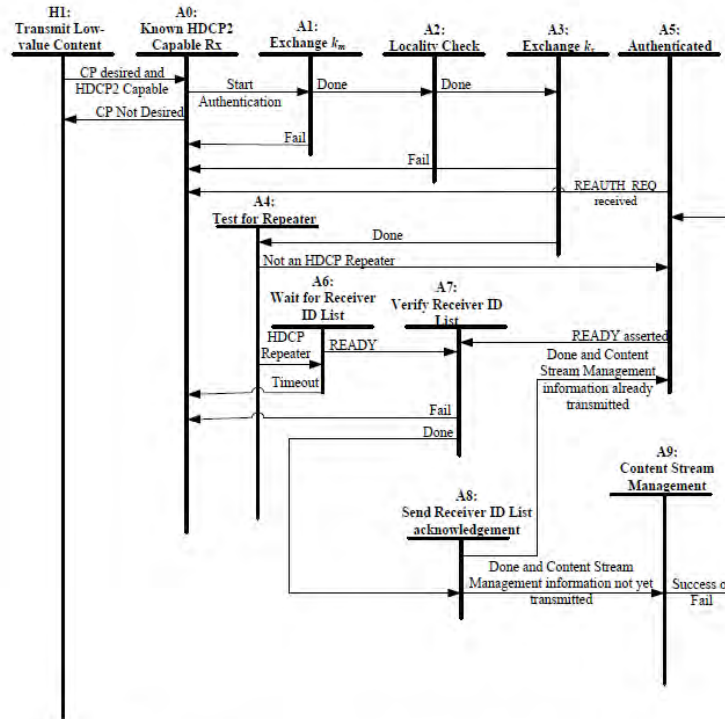 H1:
Transmit Low-
value Content
A0:
Known HDCP2
Capable Rx
A1:
Exchange km
A2:
Locality Check
A3:
Exchange ks
A5:
Authenticated
CP desired and
HDCP2 Capable
Start
Authentication
Done
Done
CP Not Desired
Fail
Fail
REAUTH_REQ
received
A4:
Test for Repeater
Done
Not an HDCP Repeater
A6:
Wait for Receiver
ID List
A7:
Verify Receiver ID
List
HDCP
Repeater
READY
READY asserted
Done and Content
Stream Management
information already
transmitted
Timeout
Fail
Done
A9:
Content Stream
Management
A8:
Send Receiver ID List
acknowledgement
Done and Content Stream
Management information not yet
transmitted
Success o
Fail